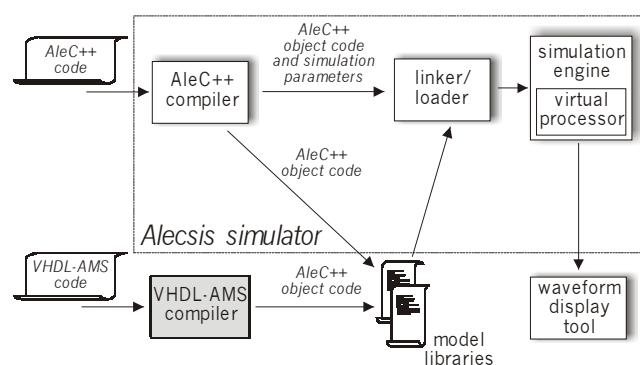 AleC++
code
AleC++
compiler
AleC++
object code
and simulation
parameters
linker/
loader
simulation
engine
virtual
processor
AleC++
object code
Alecsis simulator
VHDL-AMS
code
VHDL-AMS
compiler
AleC++
object code
model
libraries
waveform
display
tool